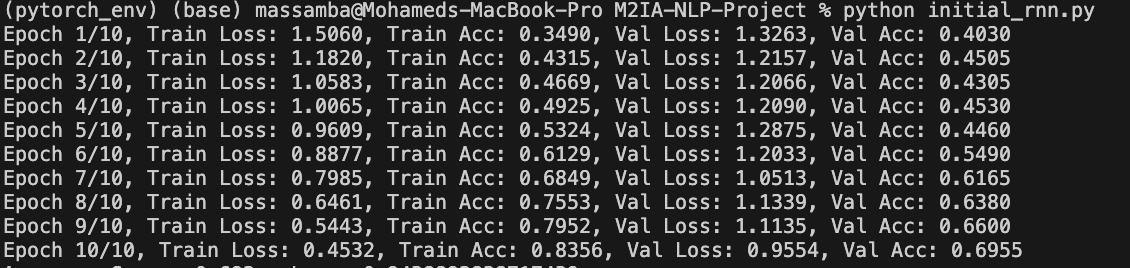 (pytorch_env) (base) massamba@Mohameds-MacBook-Pro M2IA-NLP-Project % python initial_rnn.py
Epoch 1/10, Train Loss: 1.5060, Train Acc: 0.3490, Val Loss: 1.3263, Val Acc: 0.4030
Epoch 2/10, Train Loss: 1.1820, Train Acc: 0.4315, Val Loss: 1.2157, Val Acc: 0.4505
Epoch 3/10, Train Loss: 1.0583, Train Acc: 0.4669, Val Loss: 1.2066, Val Acc: 0.4305
Epoch 4/10, Train Loss: 1.0065, Train Acc: 0.4925, Val Loss: 1.2090, Val Acc: 0.4530
Epoch 5/10, Train Loss: 0.9609, Train Acc: 0.5324, Val Loss: 1.2875, Val Acc: 0.4460
Epoch 6/10, Train Loss: 0.8877, Train Acc: 0.6129, Val Loss: 1.2033, Val Acc: 0.5490
Epoch 7/10, Train Loss: 0.7985, Train Acc: 0.6849, Val Loss: 1.0513, Val Acc: 0.6165
Epoch 8/10, Train Loss: 0.6461, Train Acc: 0.7553, Val Loss: 1.1339, Val Acc: 0.6380
Epoch 9/10, Train Loss: 0.5443, Train Acc: 0.7952, Val Loss: 1.1135, Val Acc: 0.6600
Epoch 10/10, Train Loss: 0.4532, Train Acc: 0.8356, Val Loss: 0.9554, Val Acc: 0.6955